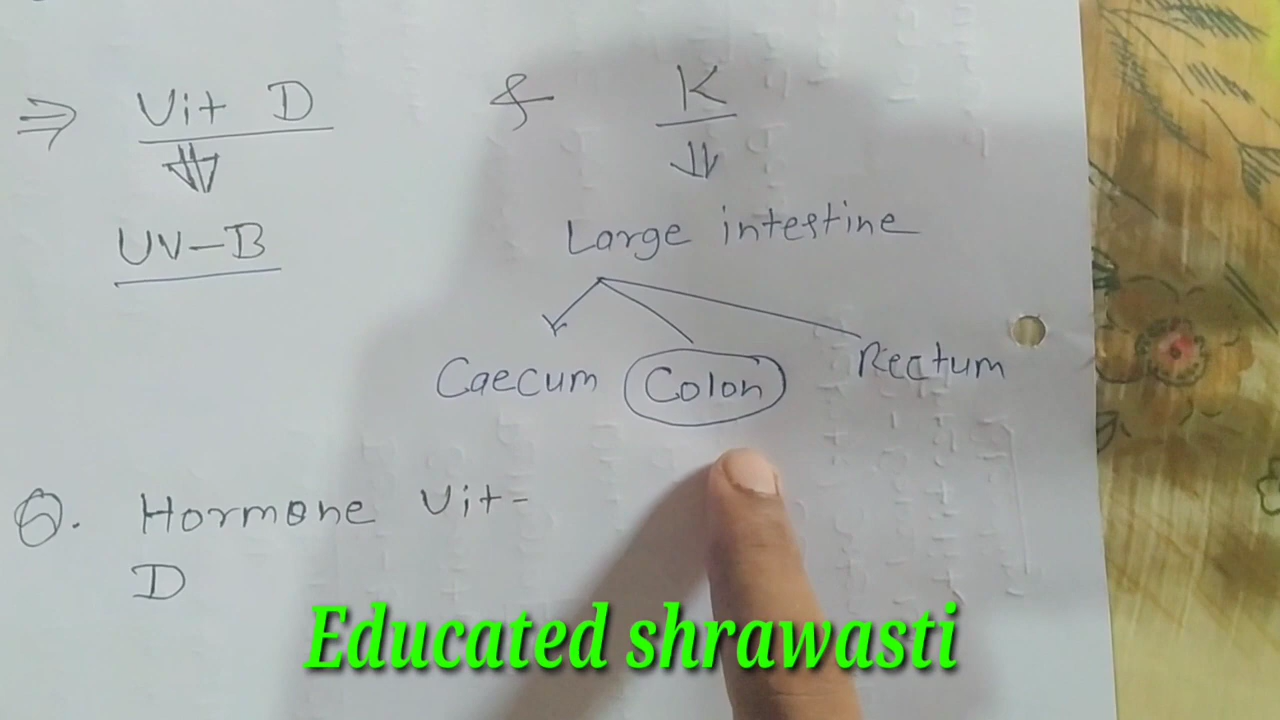 ⇒ Vit D & K
UV-B
Large intestine
Caecum Colon Rectum
Q. Hormone Vit-
D
Educated shrawasti